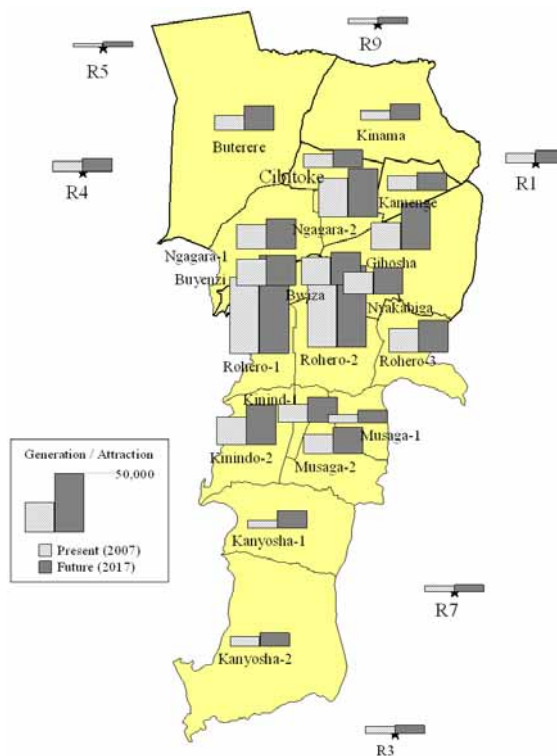 R9
R5
Buterere
Kinama
R4
R1
Cibitoke
Kamenge
Ngagara-2
Ngagara-1
Gihosha
Buyenzi
Bwiza
Nyakabiga
Rohero-1
Rohero-2
Rohero-3
Kinind-1
Musaga-1
Kinindo-2
Musaga-2
Generation / Attraction
50,000
Present (2007)
Future (2017)
Kanyosha-1
R7
Kanyosha-2
R3